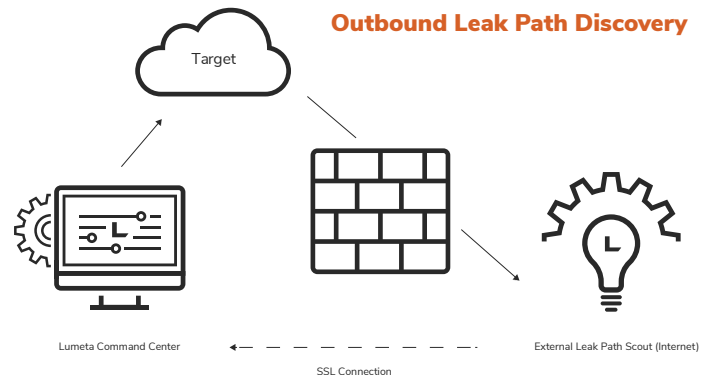 Outbound Leak Path Discovery
Target
L
L
Lumeta Command Center
External Leak Path Scout (Internet)
SSL Connection